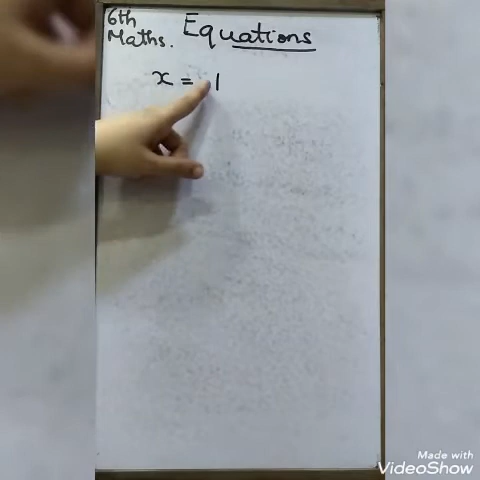 6th
Maths.
Equations
x = 1
Made with
VideoShow